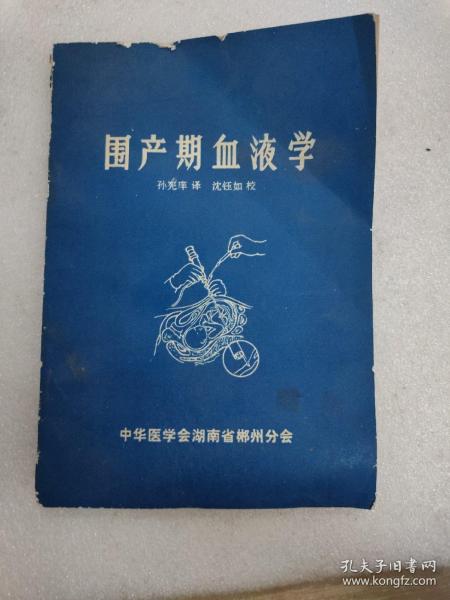 围产期血液学
孙宪率 译 沈钰如 校
中华医学会湖南省郴州分会
孔夫子旧书网
www.kongfz.com